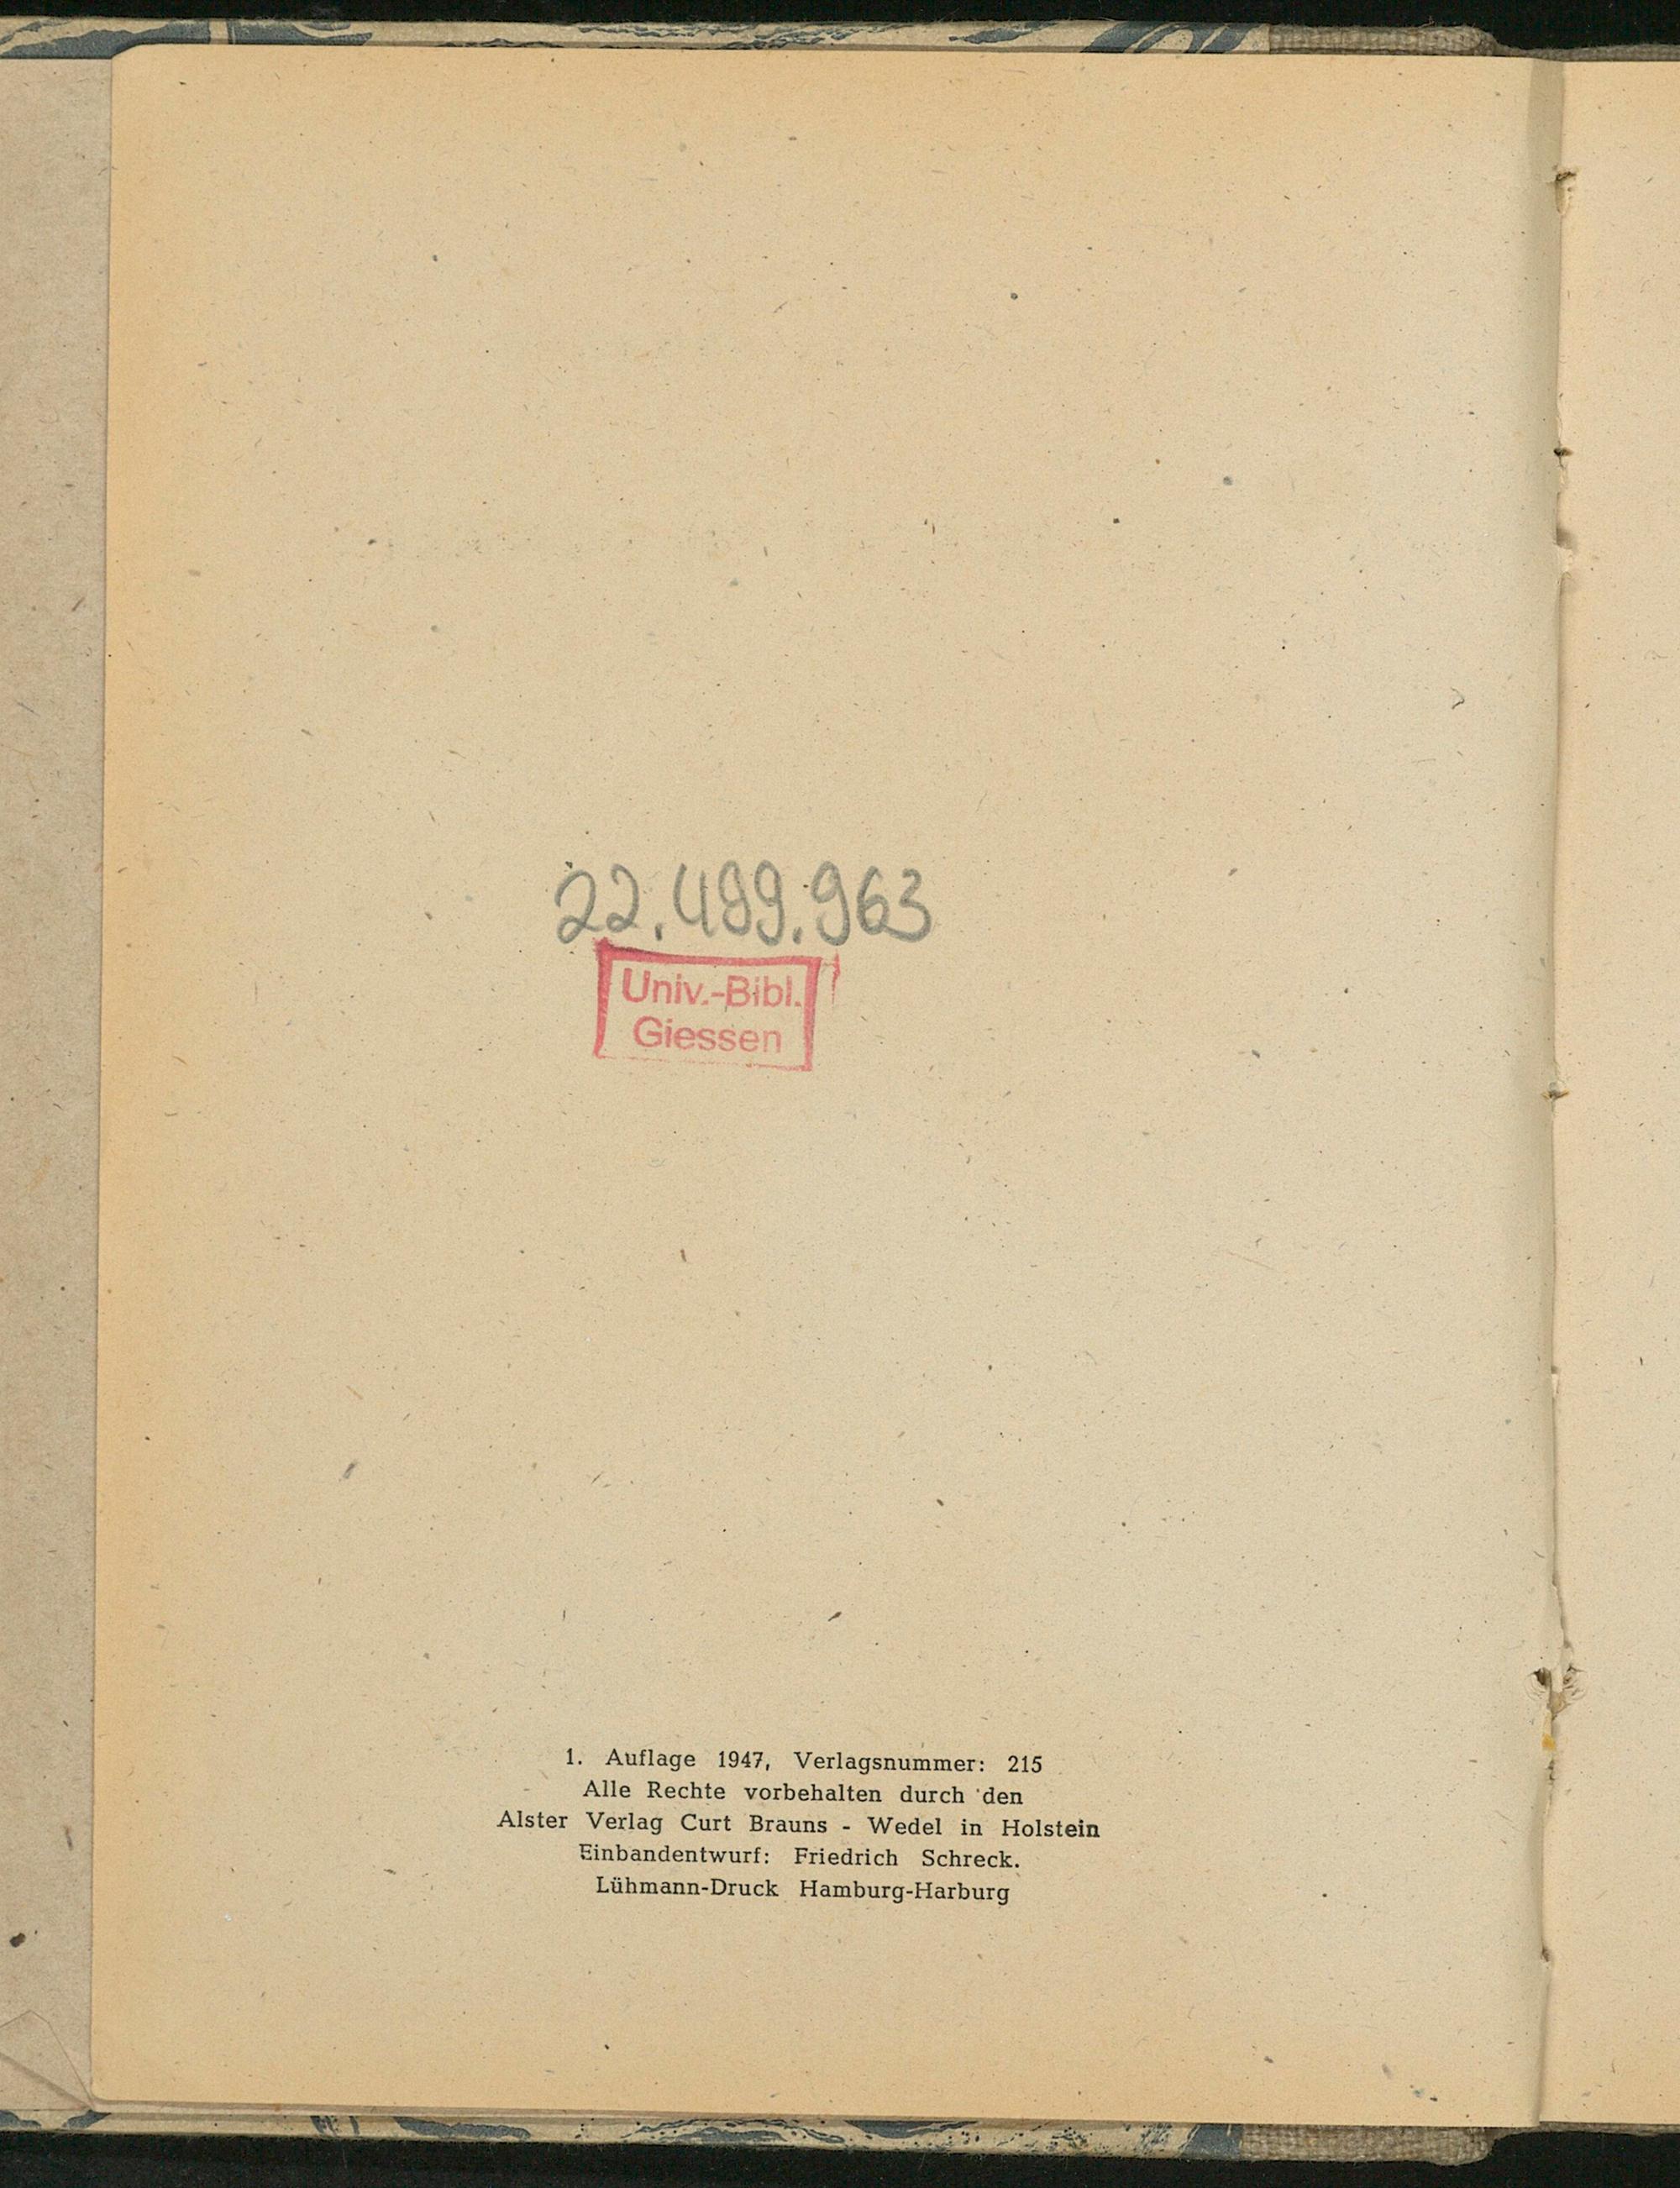 22.499.963
Univ.-Bibl.
Giessen
1. Auflage 1947, Verlagsnummer: 215
Alle Rechte vorbehalten durch den
Alster Verlag Curt Brauns - Wedel in Holstein
Einbandentwurf: Friedrich Schreck.
Lühmann-Druck Hamburg-Harburg